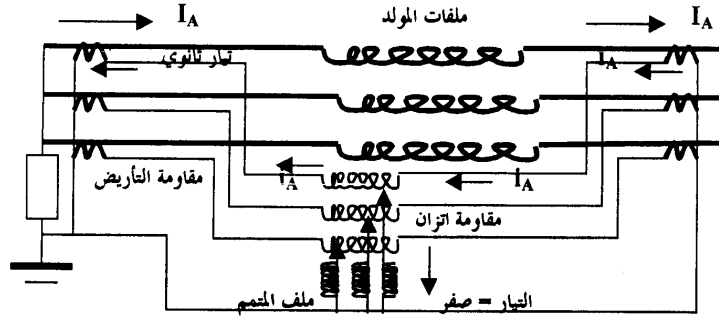 I_A
ملفات المولد
I_A
تيار ثانوي
I_A
مقاومة التأريض
I_A
I_A
مقاومة اتزان
ملف المتمم
التيار = صفر